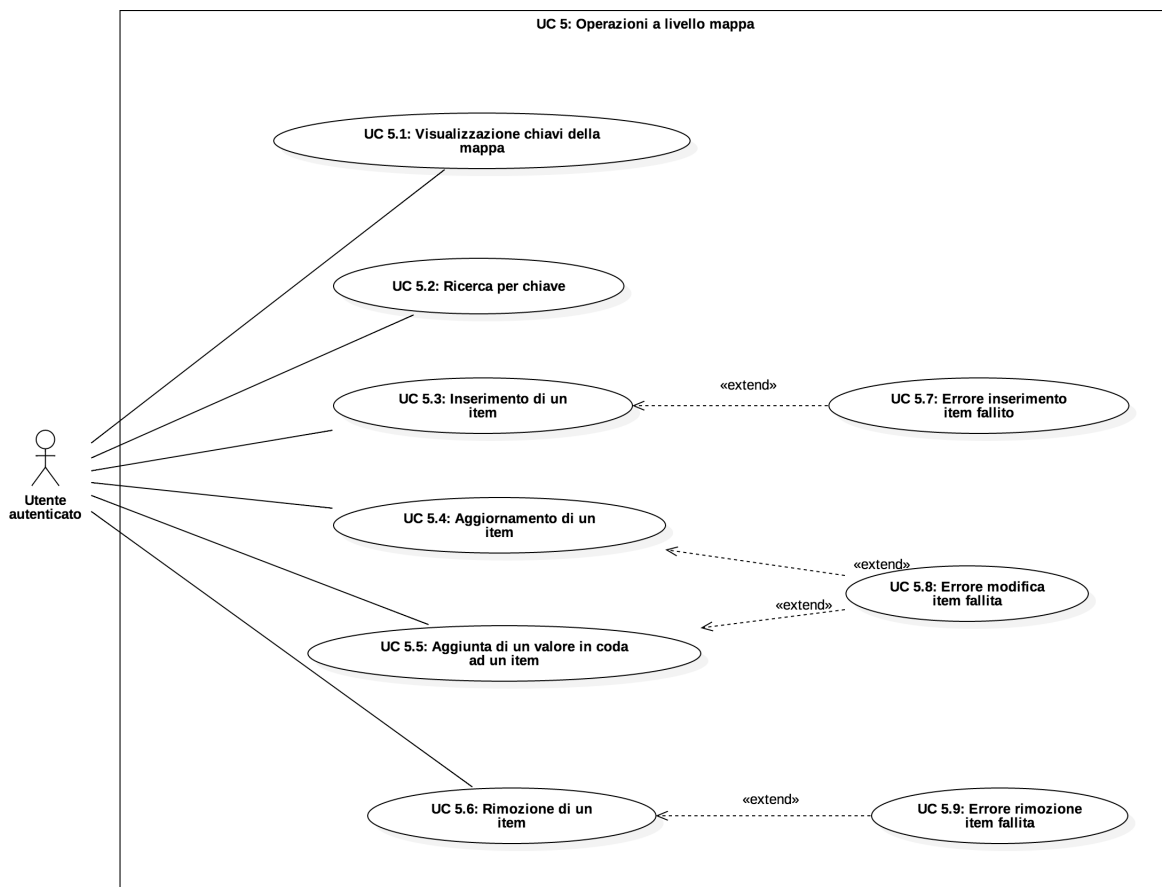 UC 5: Operazioni a livello mappa
UC 5.1: Visualizzazione chiavi della
mappa
UC 5.2: Ricerca per chiave
UC 5.3: Inserimento di un
item
«extend»
UC 5.7: Errore inserimento
item fallito
Utente
autenticato
UC 5.4: Aggiornamento di un
item
«extend»
UC 5.8: Errore modifica
item fallita
«extend»
UC 5.5: Aggiunta di un valore in coda
ad un item
UC 5.6: Rimozione di un
item
«extend»
UC 5.9: Errore rimozione
item fallita